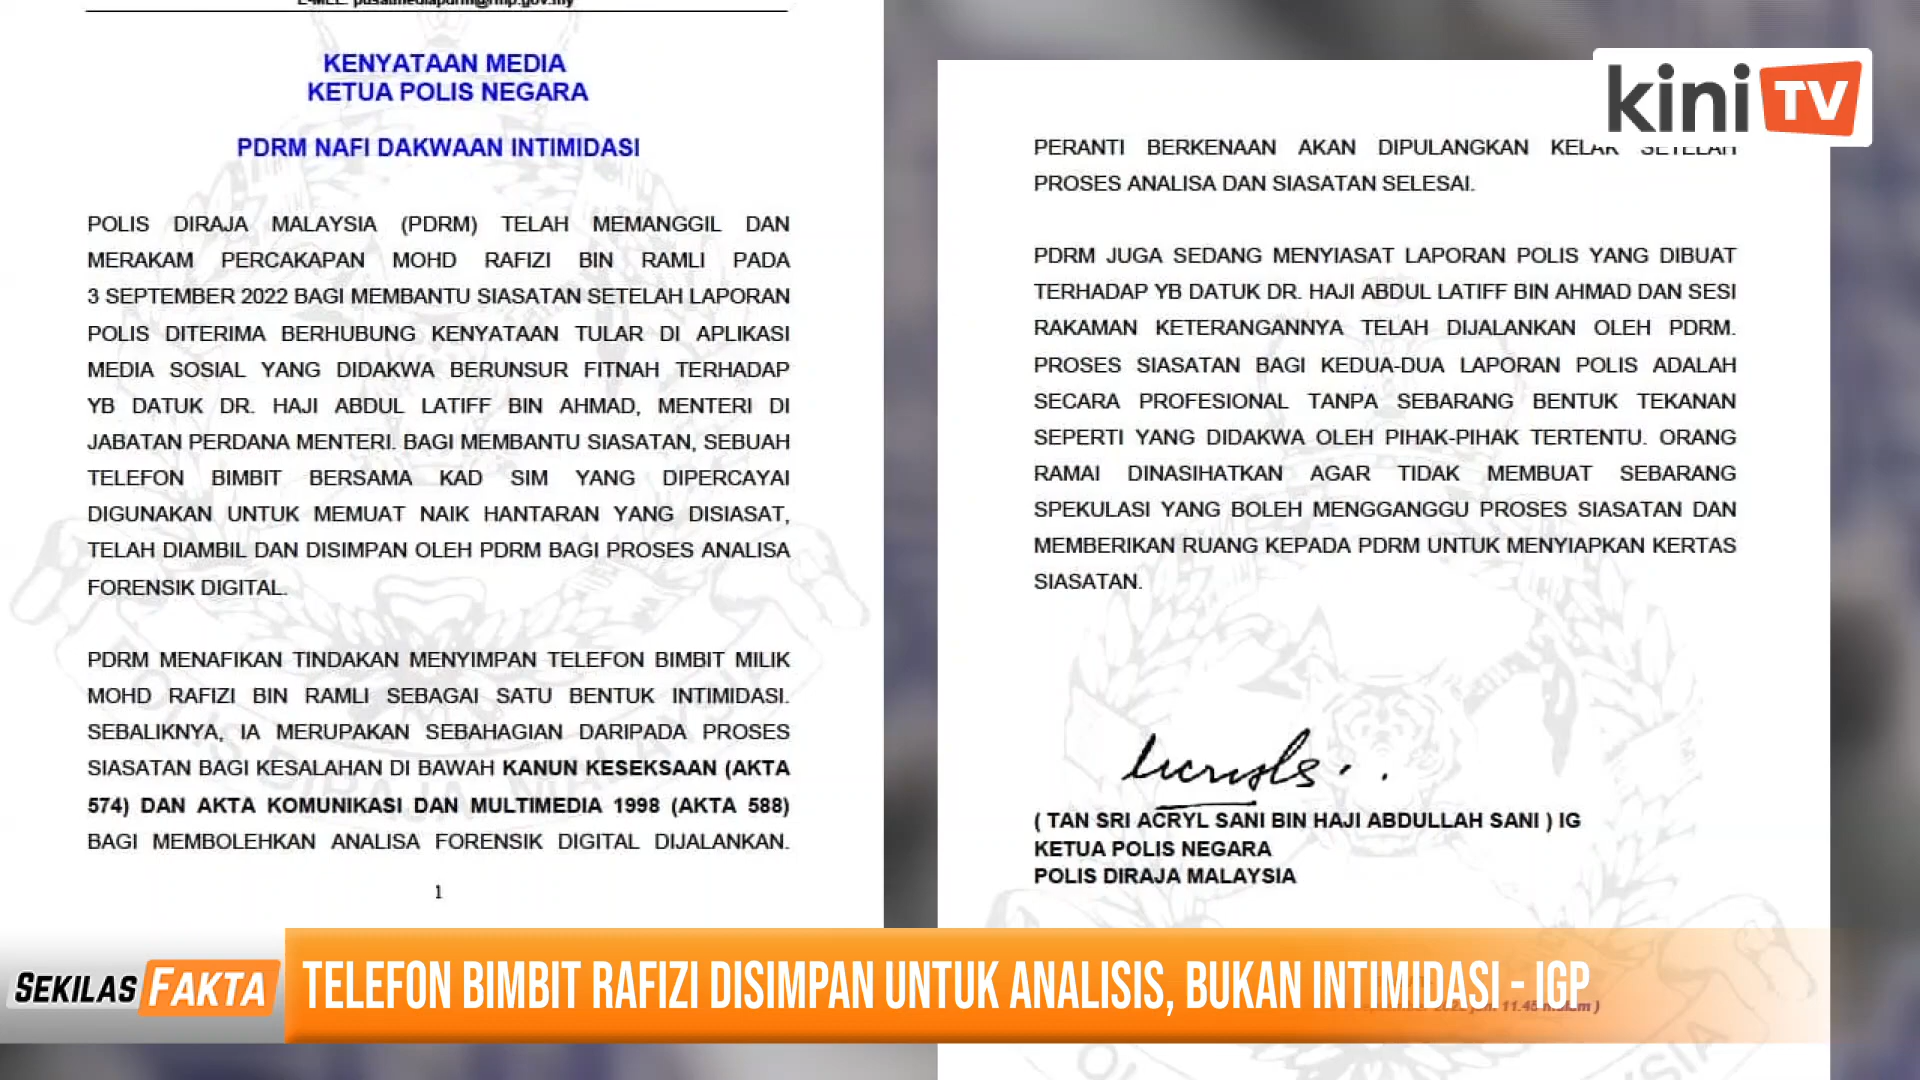 E-MEL: pusatmediapdrm@rmp.gov.my
KENYATAAN MEDIA
KETUA POLIS NEGARA
PDRM NAFI DAKWAAN INTIMIDASI
POLIS DIRAJA MALAYSIA (PDRM) TELAH MEMANGGIL DAN
MERAKAM PERCAKAPAN MOHD RAFIZI BIN RAMLI PADA
3 SEPTEMBER 2022 BAGI MEMBANTU SIASATAN SETELAH LAPORAN
POLIS DITERIMA BERHUBUNG KENYATAAN TULAR DI APLIKASI
MEDIA SOSIAL YANG DIDAKWA BERUNSUR FITNAH TERHADAP
YB DATUK DR. HAJI ABDUL LATIFF BIN AHMAD, MENTERI DI
JABATAN PERDANA MENTERI. BAGI MEMBANTU SIASATAN, SEBUAH
TELEFON BIMBIT BERSAMA KAD SIM YANG DIPERCAYAI
DIGUNAKAN UNTUK MEMUAT NAIK HANTARAN YANG DISIASAT,
TELAH DIAMBIL DAN DISIMPAN OLEH PDRM BAGI PROSES ANALISA
FORENSIK DIGITAL.
PDRM MENAFIKAN TINDAKAN MENYIMPAN TELEFON BIMBIT MILIK
MOHD RAFIZI BIN RAMLI SEBAGAI SATU BENTUK INTIMIDASI.
SEBALIKNYA, IA MERUPAKAN SEBAHAGIAN DARIPADA PROSES
SIASATAN BAGI KESALAHAN DI BAWAH KANUN KESEKSAAN (AKTA
574) DAN AKTA KOMUNIKASI DAN MULTIMEDIA 1998 (AKTA 588)
BAGI MEMBOLEHKAN ANALISA FORENSIK DIGITAL DIJALANKAN.
1
kini TV
PERANTI BERKENAAN AKAN DIPULANGKAN KELAK SETELAH
PROSES ANALISA DAN SIASATAN SELESAI.
PDRM JUGA SEDANG MENYIASAT LAPORAN POLIS YANG DIBUAT
TERHADAP YB DATUK DR. HAJI ABDUL LATIFF BIN AHMAD DAN SESI
RAKAMAN KETERANGANNYA TELAH DIJALANKAN OLEH PDRM.
PROSES SIASATAN BAGI KEDUA-DUA LAPORAN POLIS ADALAH
SECARA PROFESIONAL TANPA SEBARANG BENTUK TEKANAN
SEPERTI YANG DIDAKWA OLEH PIHAK-PIHAK TERTENTU. ORANG
RAMAI DINASIHATKAN AGAR TIDAK MEMBUAT SEBARANG
SPEKULASI YANG BOLEH MENGGANGGU PROSES SIASATAN DAN
MEMBERIKAN RUANG KEPADA PDRM UNTUK MENYIAPKAN KERTAS
SIASATAN.
( TAN SRI ACRYL SANI BIN HAJI ABDULLAH SANI ) IG
KETUA POLIS NEGARA
POLIS DIRAJA MALAYSIA
SEKILAS FAKTA
TELEFON BIMBIT RAFIZI DISIMPAN UNTUK ANALISIS, BUKAN INTIMIDASI - IGP